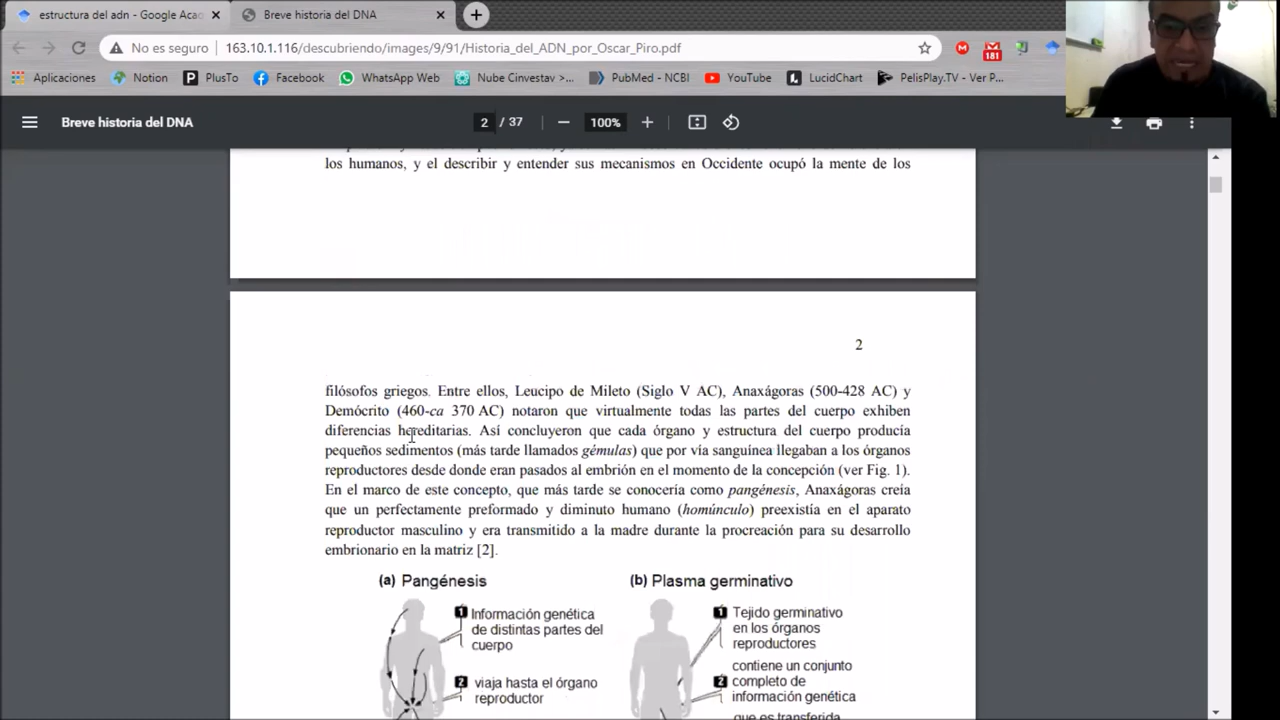 estructura del adn - Google Acac
Breve historia del DNA
No es seguro
163.10.1.116/descubriendo/images/9/91/Historia_del_ADN_por_Oscar_Piro.pdf
181
Aplicaciones
Notion
PlusTo
Facebook
WhatsApp Web
Nube Cinvestav >...
PubMed - NCBI
YouTube
LucidChart
PelisPlay.TV - Ver P...
Breve historia del DNA
2 / 37
100%
los humanos, y el describir y entender sus mecanismos en Occidente ocupó la mente de los
2
filósofos griegos. Entre ellos, Leucipo de Mileto (Siglo V AC), Anaxágoras (500-428 AC) y
Demócrito (460-ca 370 AC) notaron que virtualmente todas las partes del cuerpo exhiben
diferencias hereditarias. Así concluyeron que cada órgano y estructura del cuerpo producía
pequeños sedimentos (más tarde llamados gémulas) que por vía sanguínea llegaban a los órganos
reproductores desde donde eran pasados al embrión en el momento de la concepción (ver Fig. 1).
En el marco de este concepto, que más tarde se conocería como pangénesis, Anaxágoras creía
que un perfectamente preformado y diminuto humano (homúnculo) preexistía en el aparato
reproductor masculino y era transmitido a la madre durante la procreación para su desarrollo
embrionario en la matriz [2].
(a) Pangénesis
1 Información genética
de distintas partes del
cuerpo
2 viaja hasta el órgano
reproductor
(b) Plasma germinativo
1 Tejido germinativo
en los órganos
reproductores
contiene un conjunto
2 completo de
información genética
que es transferida